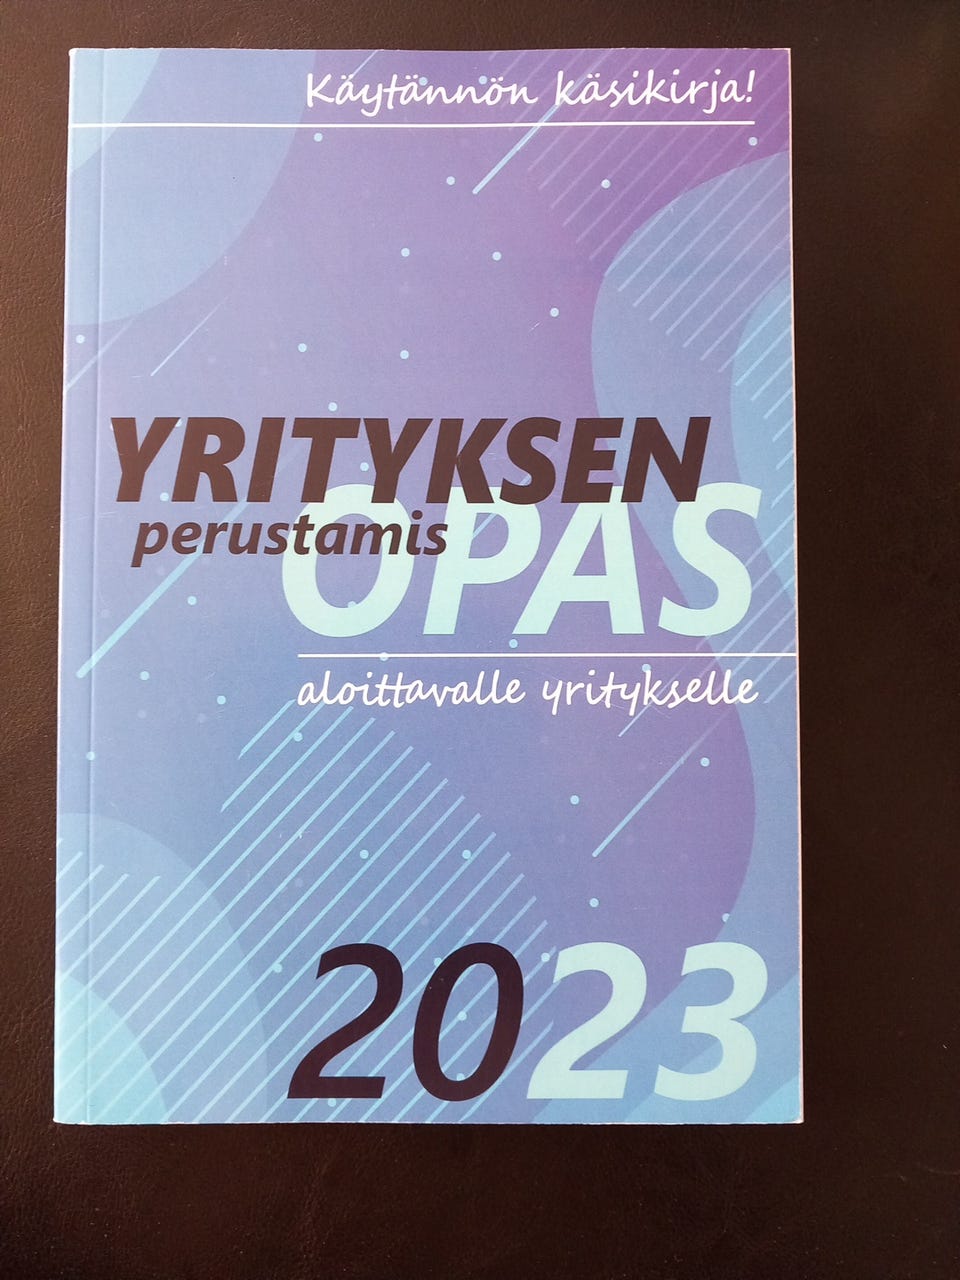 Käytännön käsikirja!
YRITYKSEN
perustamis
OPAS
aloittavalle yritykselle
2023